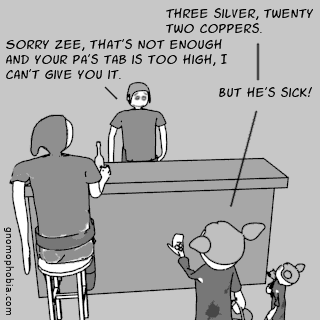 THREE SILVER, TWENTY
TWO COPPERS.
SORRY ZEE, THAT'S NOT ENOUGH
AND YOUR PA'S TAB IS TOO HIGH, I
CAN'T GIVE YOU IT.
BUT HE'S SICK!
gnomophobia.com